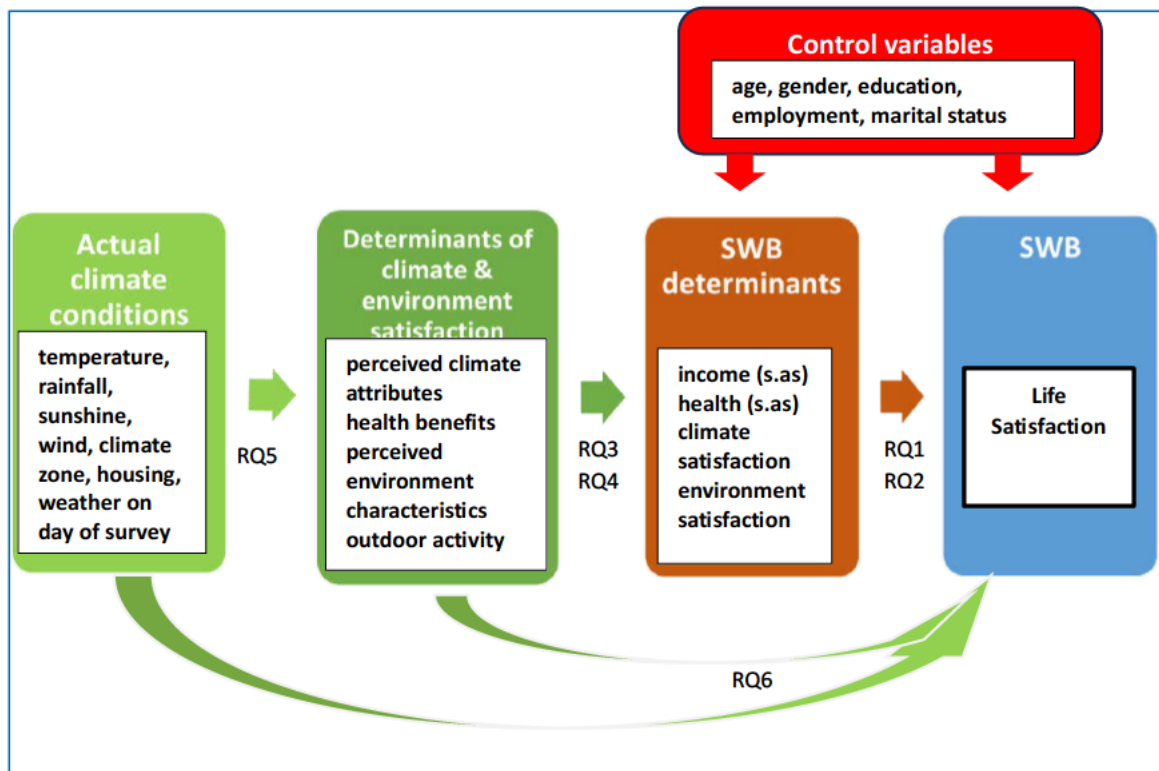 Control variables
age, gender, education,
employment, marital status
Actual
climate
conditions
temperature,
rainfall,
sunshine,
wind, climate
zone, housing,
weather on
day of survey
RQ5
Determinants of
climate &
environment
satisfaction
perceived climate
attributes
health benefits
perceived
environment
characteristics
outdoor activity
RQ3
RQ4
SWB
determinants
income (s.as)
health (s.as)
climate
satisfaction
environment
satisfaction
RQ1
RQ2
SWB
Life
Satisfaction
RQ6